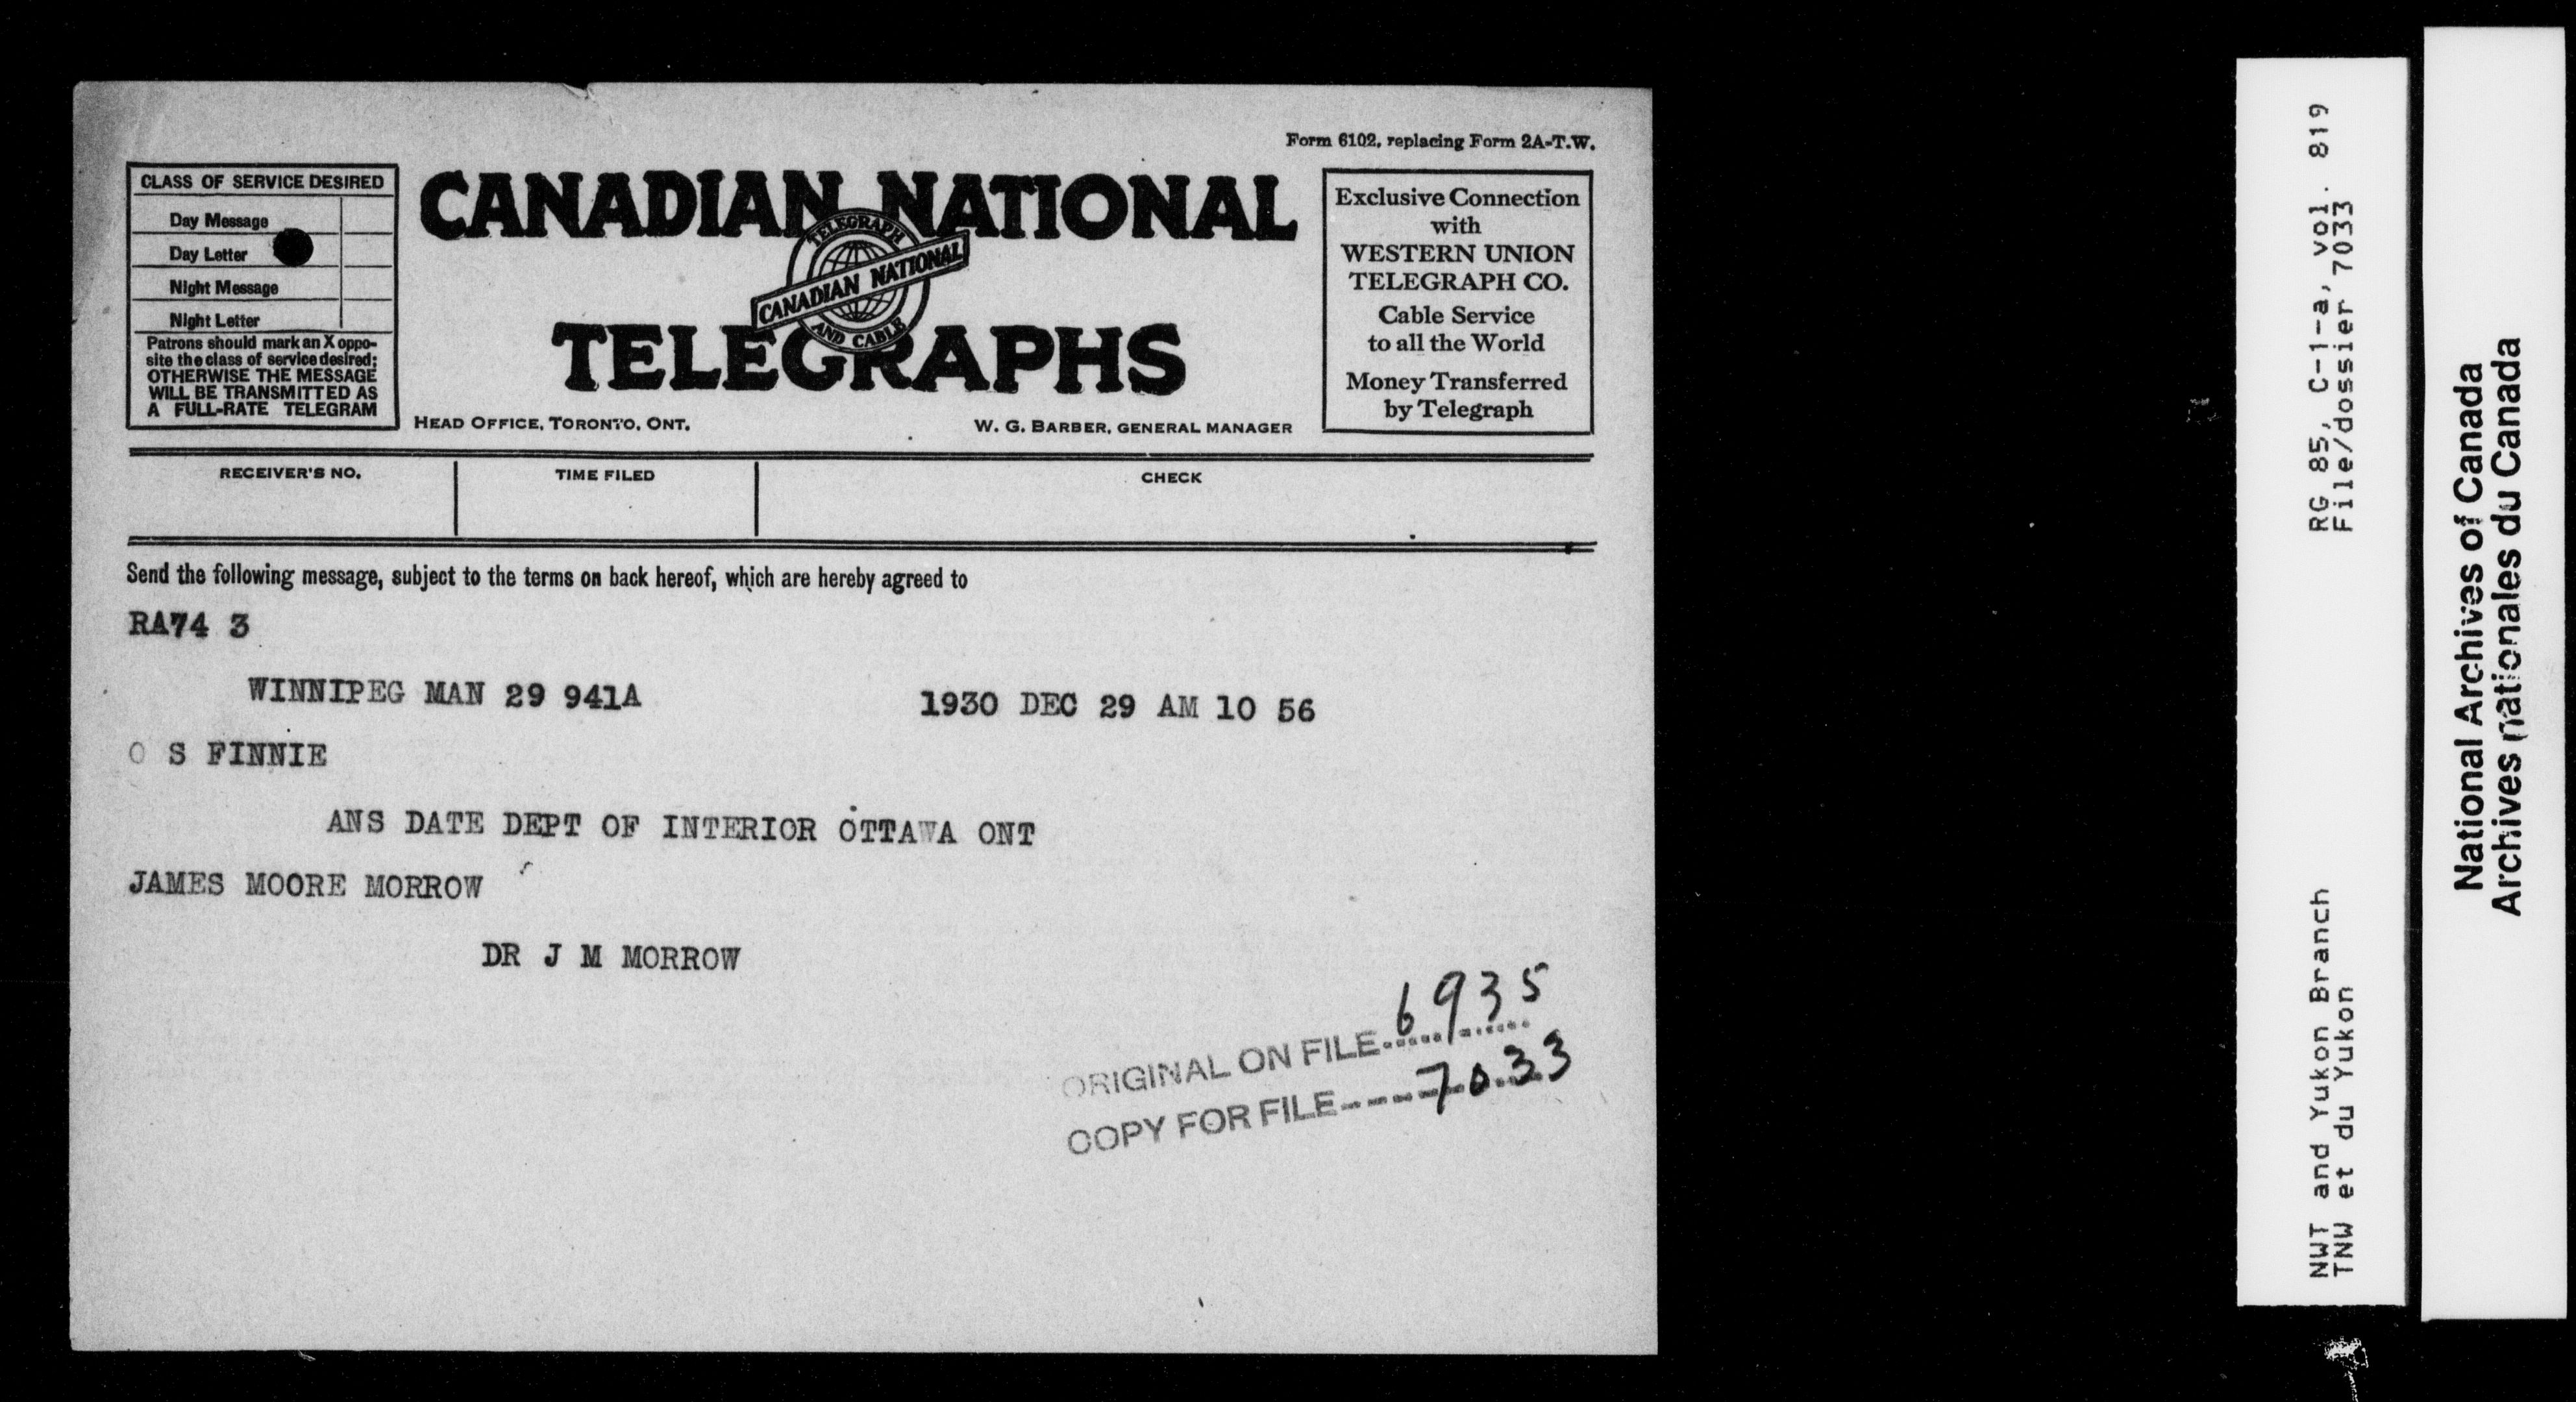 Form 6102, replacing Form 2A-T.W.
CLASS OF SERVICE DESIRED
Day Message
Day Letter
Night Message
Night Letter
Patrons should mark an X oppo-
site the class of service desired;
OTHERWISE THE MESSAGE
WILL BE TRANSMITTED AS
A FULL-RATE TELEGRAM
CANADIAN NATIONAL
TELEGRAPH
CANADIAN NATIONAL
AND CABLE
TELEGRAPHS
HEAD OFFICE, TORONTO, ONT.
W. G. BARBER, GENERAL MANAGER
Exclusive Connection
with
WESTERN UNION
TELEGRAPH CO.
Cable Service
to all the World
Money Transferred
by Telegraph
RECEIVER'S NO.
TIME FILED
CHECK
Send the following message, subject to the terms on back hereof, which are hereby agreed to
RA74 3
WINNIPEG MAN 29 941A 1930 DEC 29 AM 10 56
O S FINNIE
ANS DATE DEPT OF INTERIOR OTTAWA ONT
JAMES MOORE MORROW
DR J M MORROW
ORIGINAL ON FILE 6935
COPY FOR FILE 7033
NWT and Yukon Branch RG 85, C-1-a, vol. 819
TNW et du Yukon File/dossier 7033
National Archives of Canada
Archives nationales du Canada